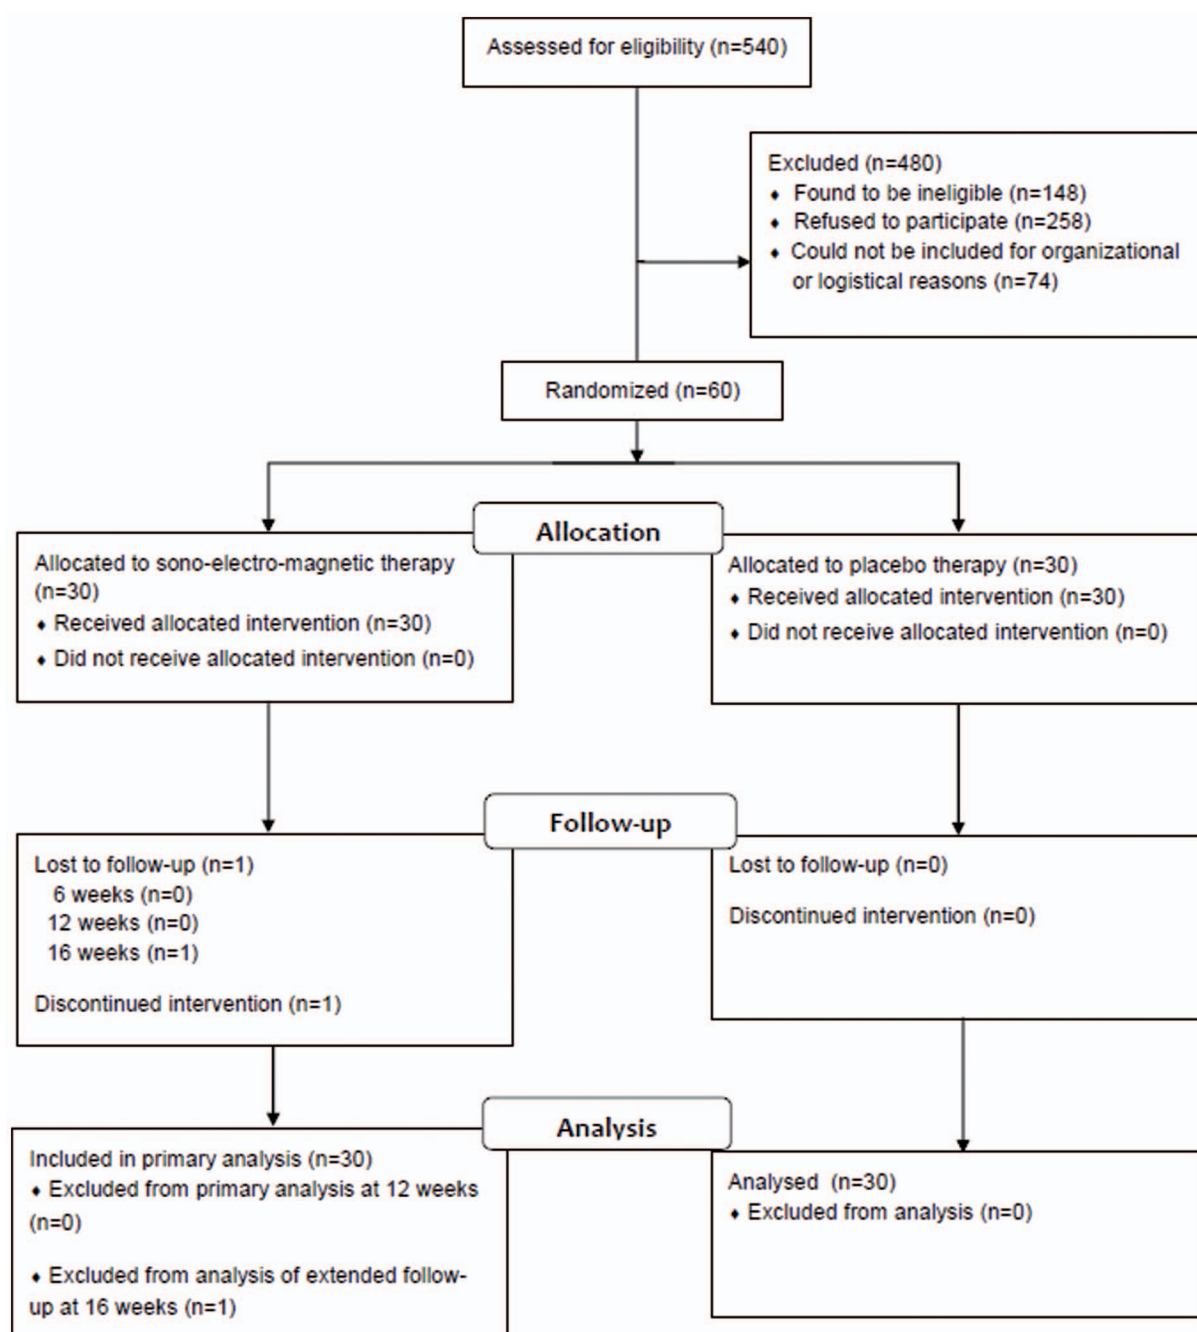 Assessed for eligibility (n=540)
Excluded (n=480)
♦ Found to be ineligible (n=148)
♦ Refused to participate (n=258)
♦ Could not be included for organizational
or logistical reasons (n=74)
Randomized (n=60)
Allocation
Allocated to sono-electro-magnetic therapy
(n=30)
♦ Received allocated intervention (n=30)
♦ Did not receive allocated intervention (n=0)
Allocated to placebo therapy (n=30)
♦ Received allocated intervention (n=30)
♦ Did not receive allocated intervention (n=0)
Follow-up
Lost to follow-up (n=1)
6 weeks (n=0)
12 weeks (n=0)
16 weeks (n=1)
Discontinued intervention (n=1)
Lost to follow-up (n=0)
Discontinued intervention (n=0)
Analysis
Included in primary analysis (n=30)
♦ Excluded from primary analysis at 12 weeks
(n=0)
♦ Excluded from analysis of extended follow-
up at 16 weeks (n=1)
Analysed (n=30)
♦ Excluded from analysis (n=0)